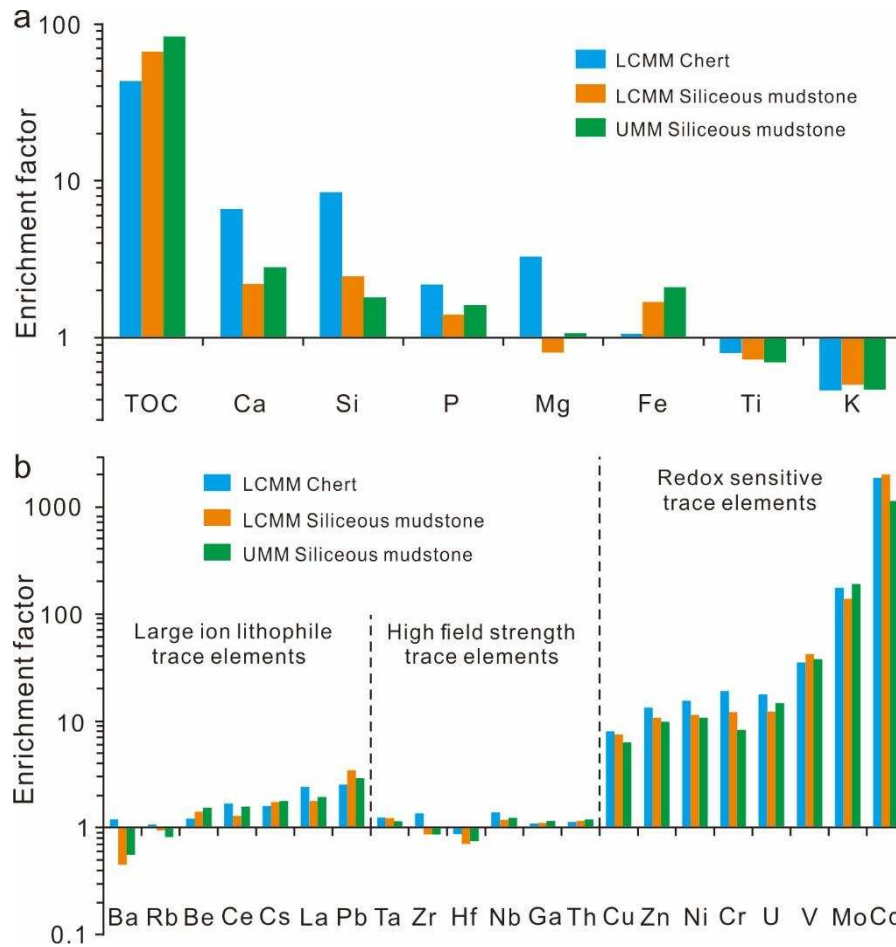 a
100
10
1
Enrichment factor
LCMM Chert
LCMM Siliceous mudstone
UMM Siliceous mudstone
TOC Ca Si P Mg Fe Ti K
b
1000
100
10
1
0.1
Enrichment factor
LCMM Chert
LCMM Siliceous mudstone
UMM Siliceous mudstone
Large ion lithophile
trace elements
High field strength
trace elements
Redox sensitive
trace elements
Ba Rb Be Ce Cs La Pb Ta Zr Hf Nb Ga Th Cu Zn Ni Cr U V Mo Cd